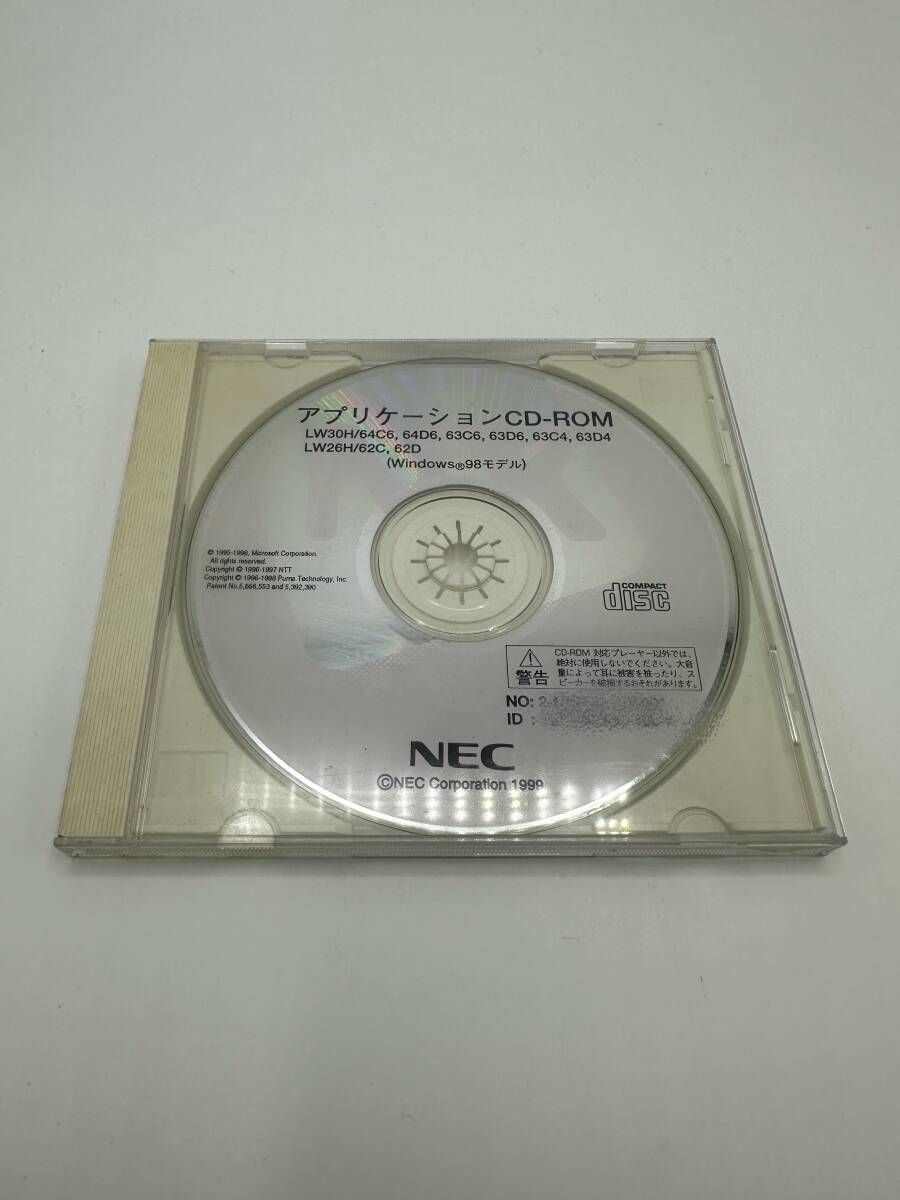 アプリケーションCD-ROM
LW30H/64C6, 64D6, 63C6, 63D6, 63C4, 63D4
LW26H/62C, 62D
(Windows®98モデル)
© 1995-1998, Microsoft Corporation.
All rights reserved.
Copyright © 1996-1997 NTT
Copyright © 1996-1998 Puma Technology, Inc.
Patent No.5,666,553 and 5,392,390
COMPACT
disc
警告
CD-ROM 対応プレーヤー以外では、
絶対に使用しないでください。大音
量によって耳に被害を被ったり、ス
ピーカーを破損するおそれがあります。
NO:
ID :
NEC
©NEC Corporation 1999